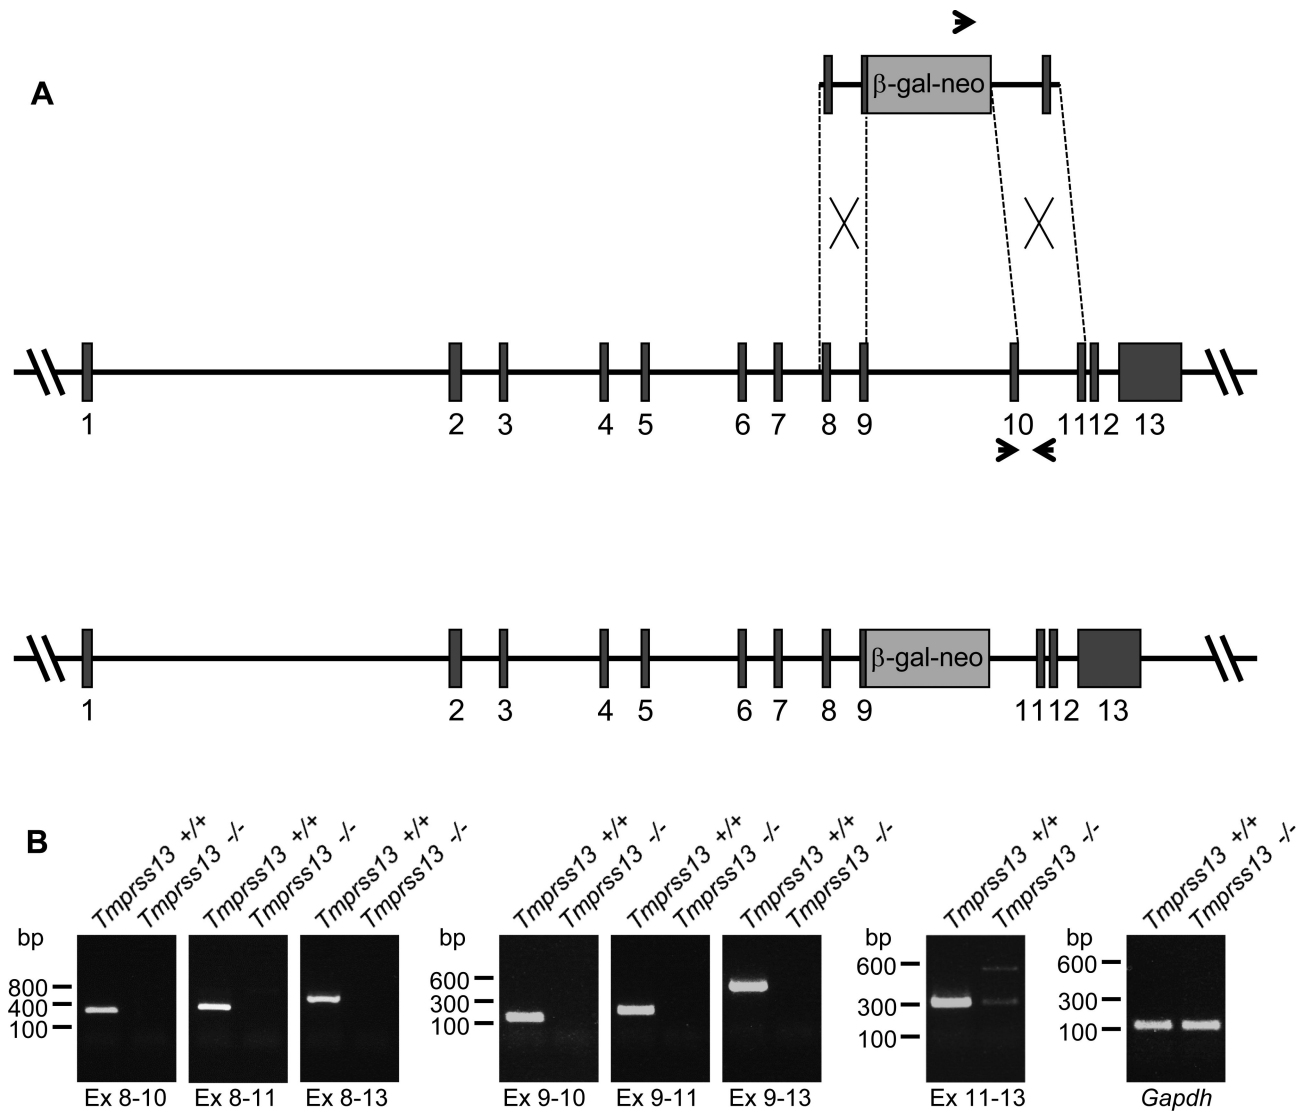 A
β-gal-neo
1 2 3 4 5 6 7 8 9 10 11 12 13
β-gal-neo
1 2 3 4 5 6 7 8 9 11 12 13
B
Tmprss13 +/+
Tmprss13 -/-
Tmprss13 +/+
Tmprss13 -/-
Tmprss13 +/+
Tmprss13 -/-
Tmprss13 +/+
Tmprss13 -/-
Tmprss13 +/+
Tmprss13 -/-
Tmprss13 +/+
Tmprss13 -/-
Tmprss13 +/+
Tmprss13 -/-
Tmprss13 +/+
Tmprss13 -/-
bp
800
400
100
Ex 8-10
Ex 8-11
Ex 8-13
bp
600
300
100
Ex 9-10
Ex 9-11
Ex 9-13
bp
600
300
100
Ex 11-13
bp
600
300
100
Gapdh